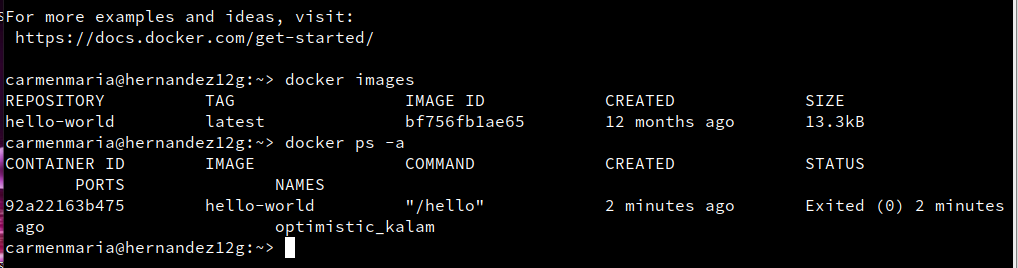 For more examples and ideas, visit:
https://docs.docker.com/get-started/
carmenmaria@hernandez12g:~> docker images
REPOSITORY TAG IMAGE ID CREATED SIZE
hello-world latest bf756fb1ae65 12 months ago 13.3kB
carmenmaria@hernandez12g:~> docker ps -a
CONTAINER ID IMAGE COMMAND CREATED STATUS
PORTS NAMES
92a22163b475 hello-world "/hello" 2 minutes ago Exited (0) 2 minutes
ago optimistic_kalam
carmenmaria@hernandez12g:~>